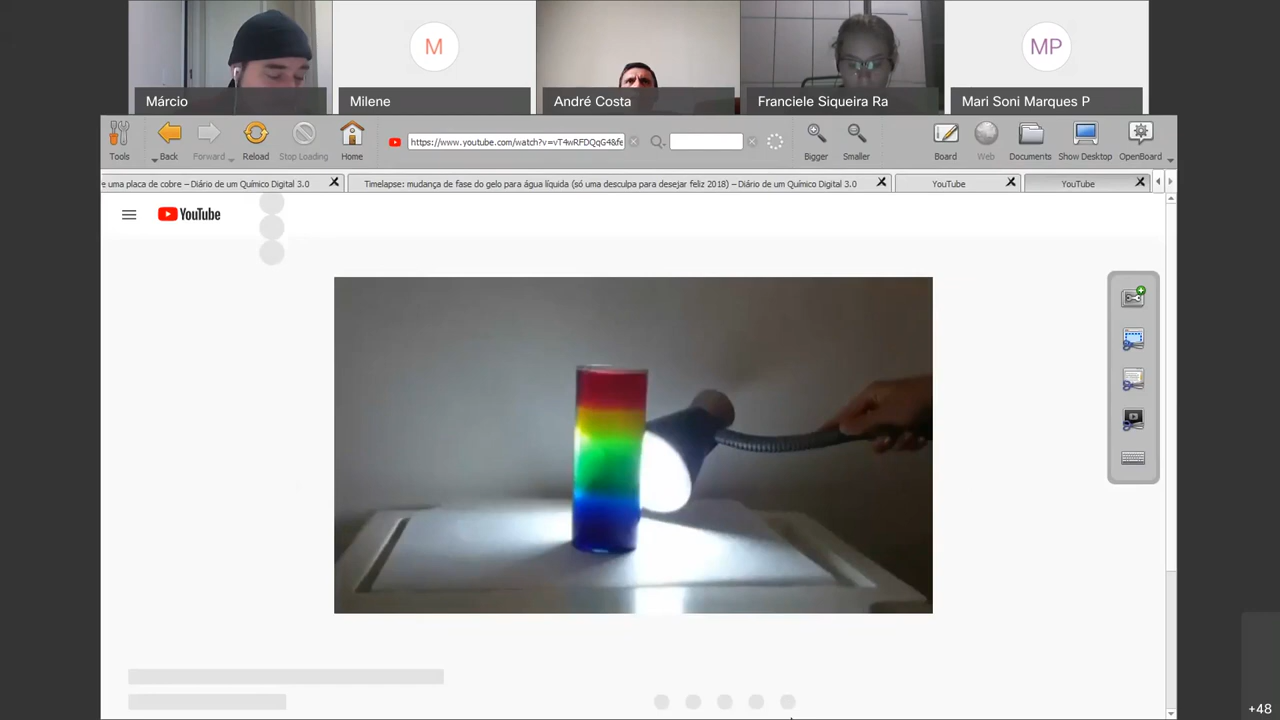 M
MP
Márcio
Milene
André Costa
Franciele Siqueira Ra
Mari Soni Marques P
https://www.youtube.com/watch?v=vT4wRFDQqG4&fe
Tools
Back
Forward
Reload
Stop Loading
Home
Bigger
Smaller
Board
Web
Documents
Show Desktop
OpenBoard
e uma placa de cobre – Diário de um Químico Digital 3.0
Timelapse: mudança de fase do gelo para água líquida (só uma desculpa para desejar feliz 2018) – Diário de um Químico Digital 3.0
YouTube
YouTube
YouTube
+48